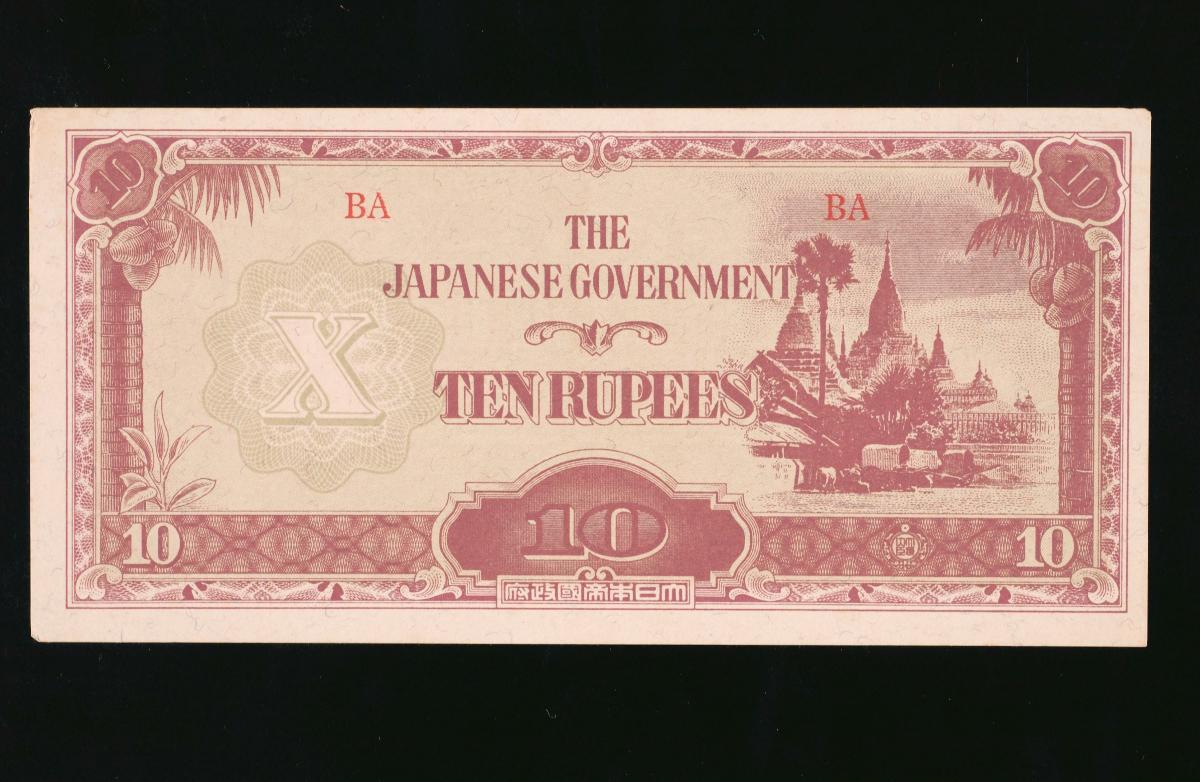 10 10
BA BA
THE
JAPANESE GOVERNMENT
X
TEN RUPEES
10
10 10
府政國帝本日大